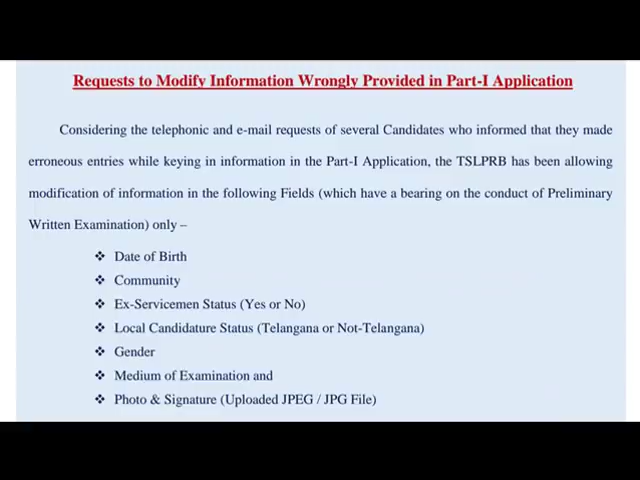 Requests to Modify Information Wrongly Provided in Part-I Application
Considering the telephonic and e-mail requests of several Candidates who informed that they made
erroneous entries while keying in information in the Part-I Application, the TSLPRB has been allowing
modification of information in the following Fields (which have a bearing on the conduct of Preliminary
Written Examination) only –
❖ Date of Birth
❖ Community
❖ Ex-Servicemen Status (Yes or No)
❖ Local Candidature Status (Telangana or Not-Telangana)
❖ Gender
❖ Medium of Examination and
❖ Photo & Signature (Uploaded JPEG / JPG File)